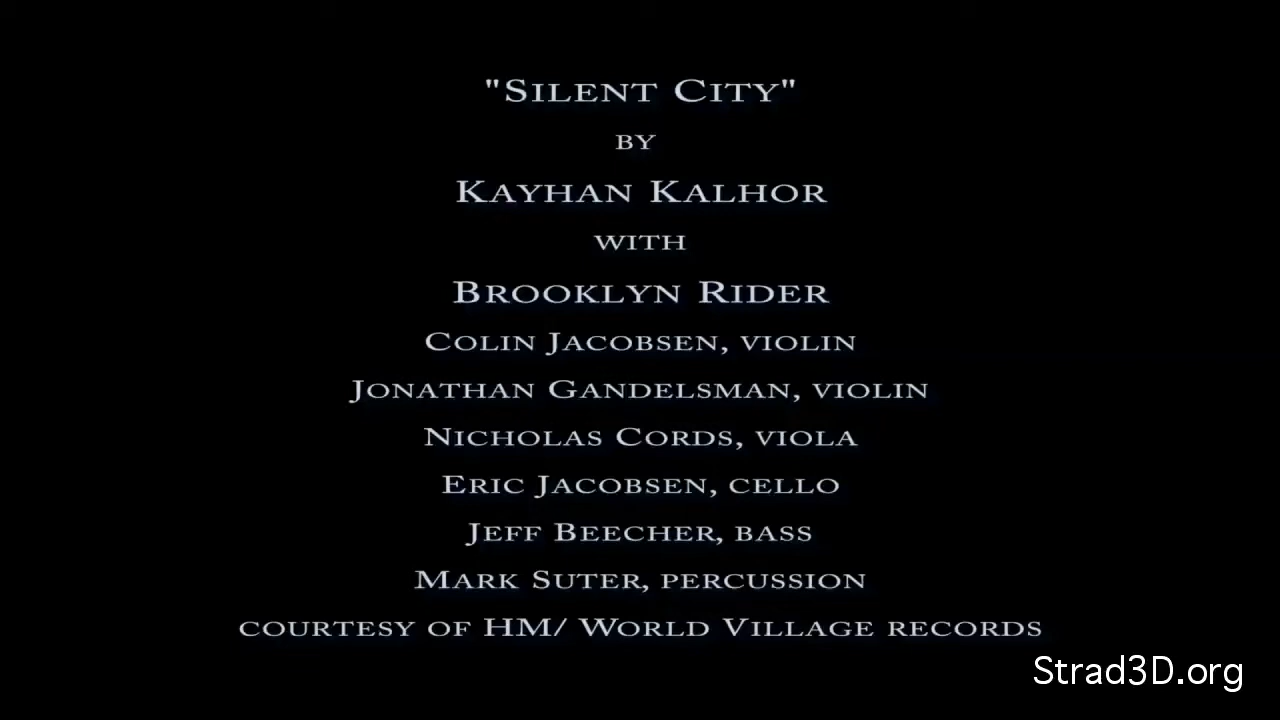 "Silent City"
by
Kayhan Kalhor
with
Brooklyn Rider
Colin Jacobsen, violin
Jonathan Gandelsman, violin
Nicholas Cords, viola
Eric Jacobsen, cello
Jeff Beecher, bass
Mark Suter, percussion
courtesy of HM/ World Village records
Strad3D.org